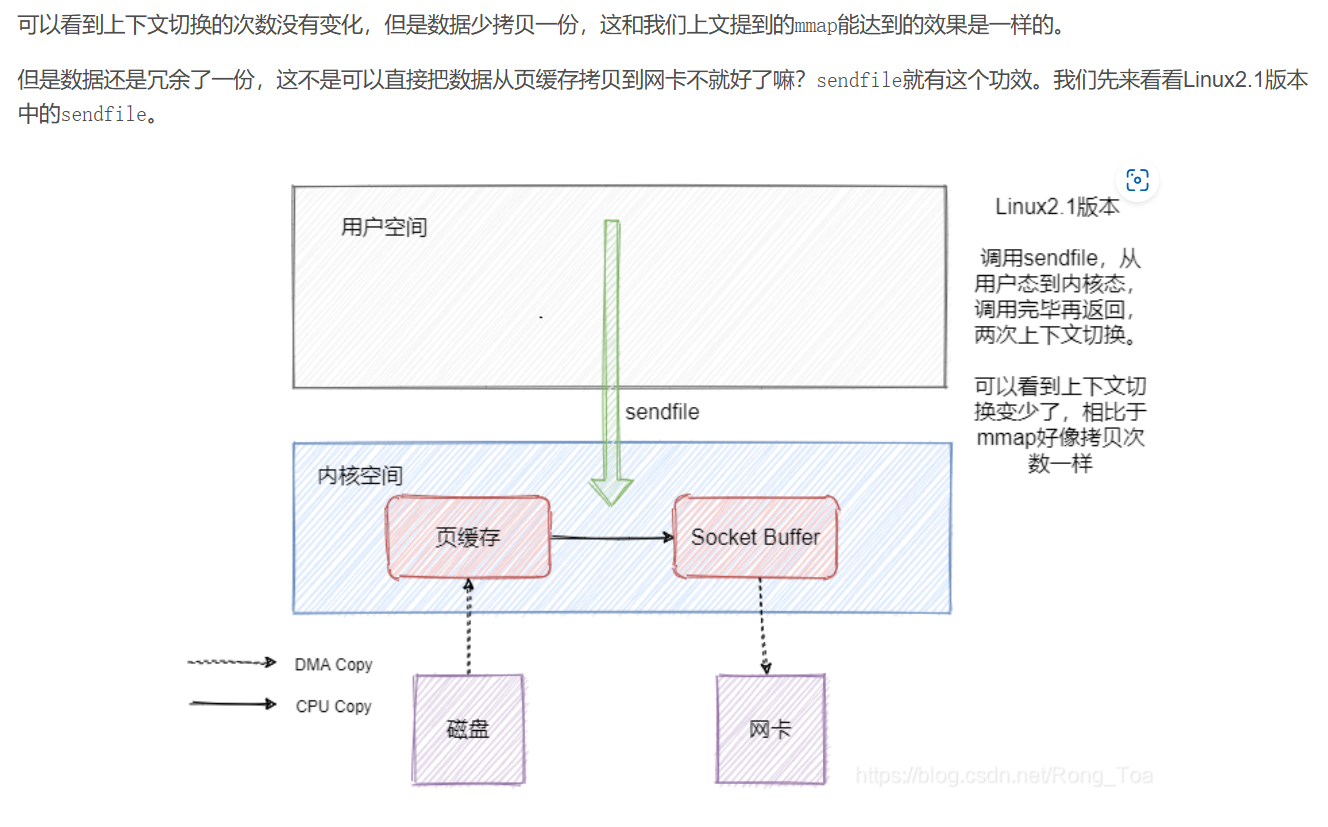 可以看到上下文切换的次数没有变化，但是数据少拷贝一份，这和我们上文提到的mmap能达到的效果是一样的。
但是数据还是冗余了一份，这不是可以直接把数据从页缓存拷贝到网卡不就好了嘛？sendfile就有这个功效。我们先来看看Linux2.1版本
中的sendfile。
用户空间
Linux2.1版本
调用sendfile，从
用户态到内核态，
调用完毕再返回，
两次上下文切换。
可以看到上下文切
换变少了，相比于
mmap好像拷贝次
数一样
sendfile
内核空间
页缓存
Socket Buffer
DMA Copy
CPU Copy
磁盘
网卡
https://blog.csdn.net/Rong_Toa